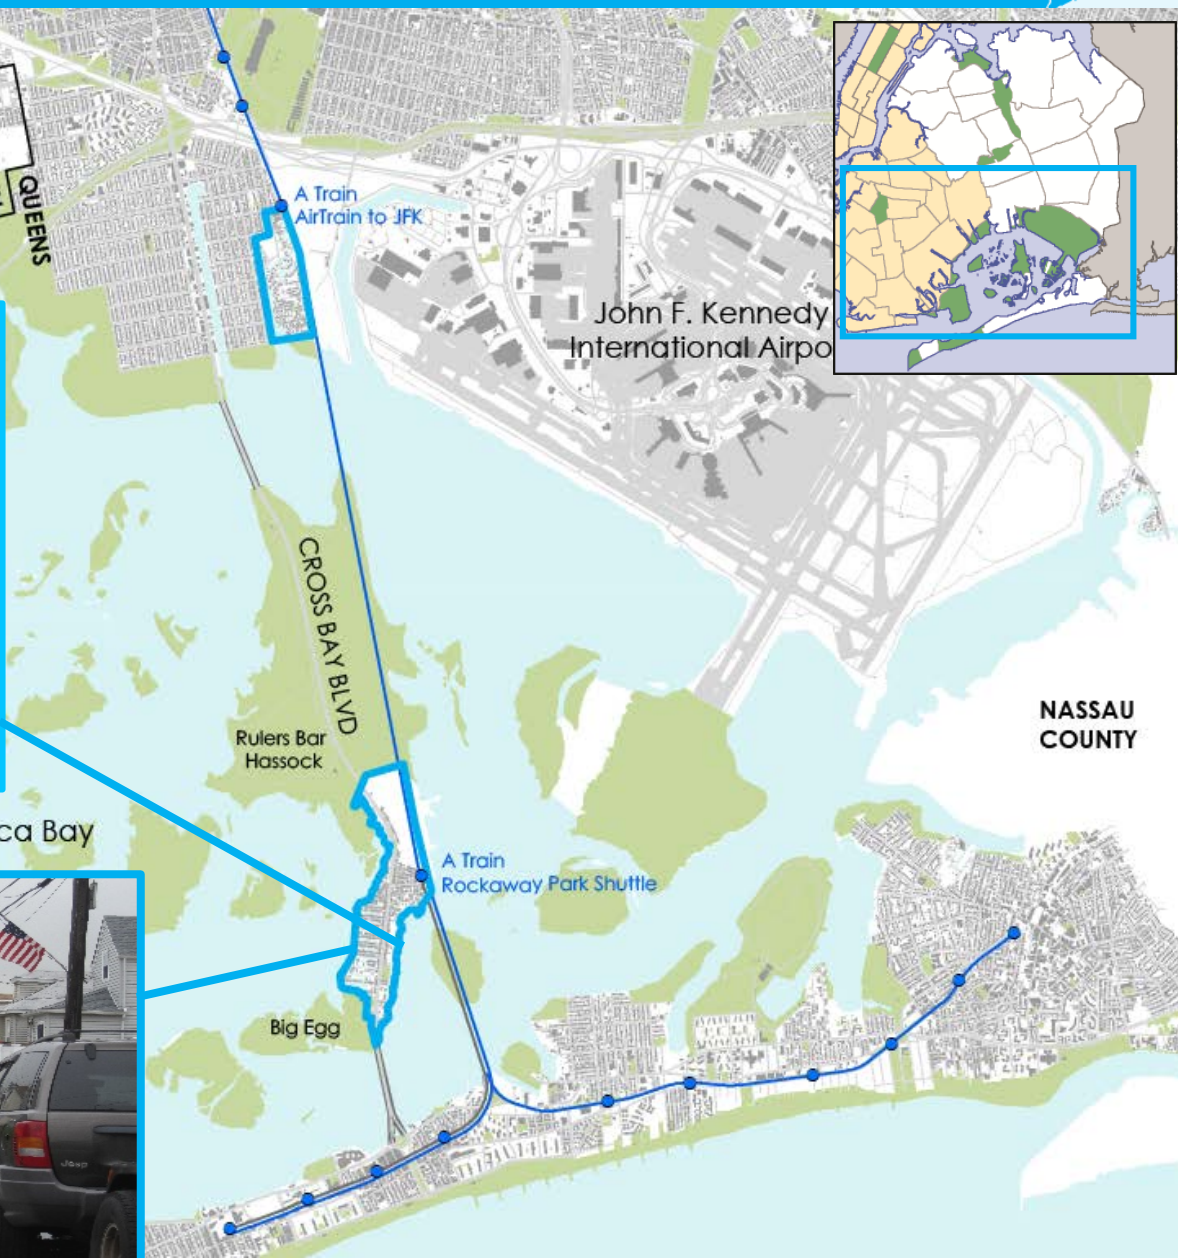 QUEENS
A Train
AirTrain to JFK
John F. Kennedy
International Airpo
CROSS BAY BLVD
Rulers Bar
Hassock
NASSAU
COUNTY
ca Bay
A Train
Rockaway Park Shuttle
Big Egg
Jeep